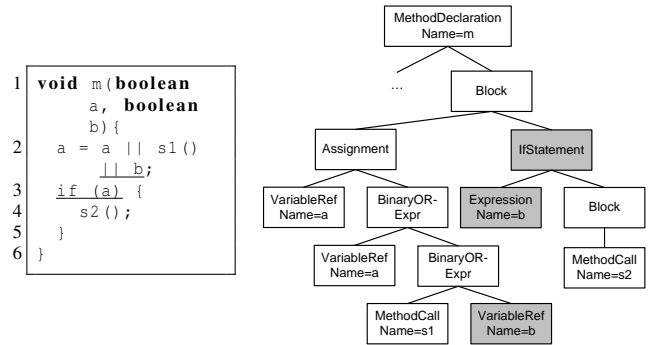 1 void m(boolean
a, boolean
b){
2 a = a || s1()
|| b;
3 if (a) {
4 s2();
5 }
6 }
MethodDeclaration
Name=m
...
Block
Assignment
IfStatement
VariableRef
Name=a
BinaryOR-
Expr
Expression
Name=b
Block
VariableRef
Name=a
BinaryOR-
Expr
MethodCall
Name=s2
MethodCall
Name=s1
VariableRef
Name=b